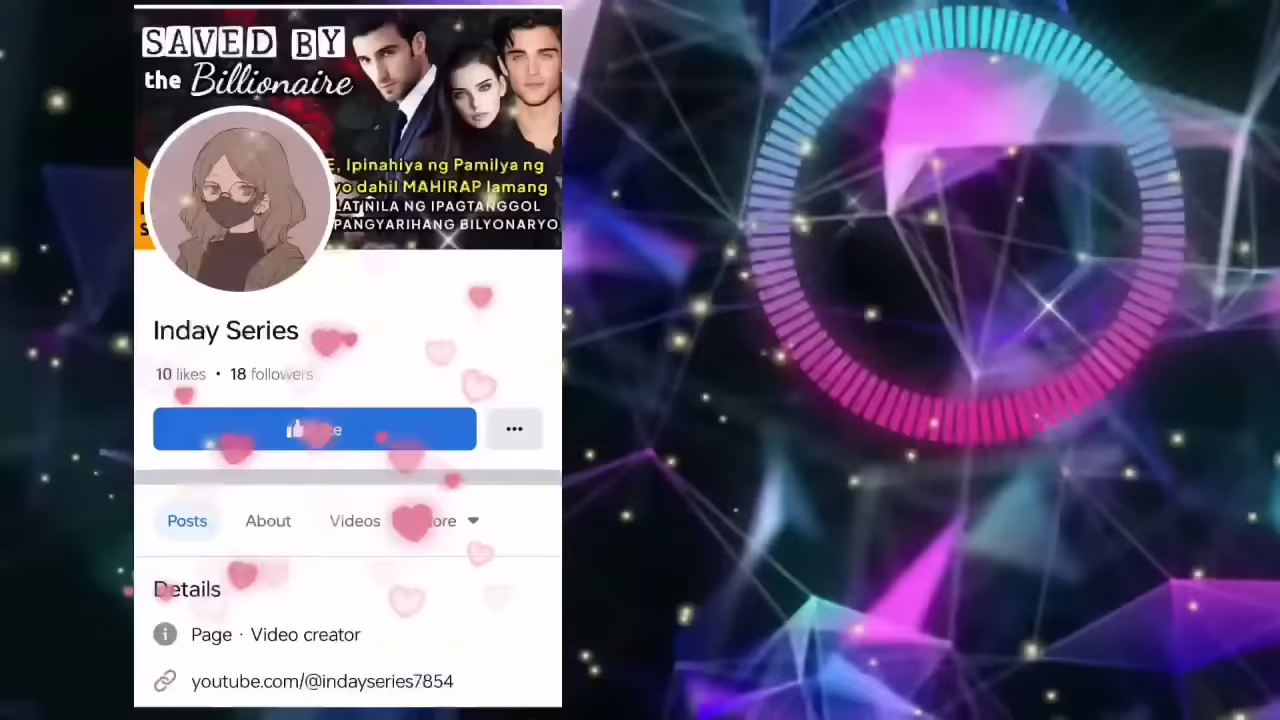 SAVED BY
the Billionaire
E, Ipinahiya ng Pamilya ng
yo dahil MAHIRAP lamang
NILA NG IPAGTANGGOL
PANGYARIHANG BILYONARYO
Inday Series
10 likes • 18 followers
Posts About Videos
Details
Page · Video creator
youtube.com/@indayseries7854